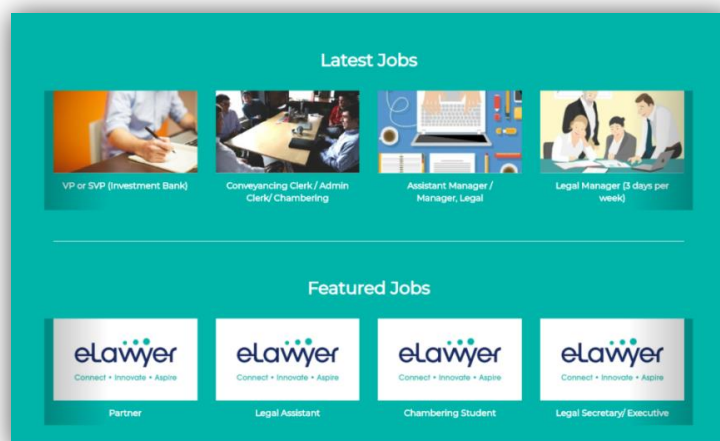 Latest Jobs
VP or SVP (Investment Bank)
Conveyancing Clerk / Admin
Clerk/ Chambering
Assistant Manager /
Manager, Legal
Legal Manager (3 days per
week)
Featured Jobs
eLawyer
Connect • Innovate • Aspire
Partner
eLawyer
Connect • Innovate • Aspire
Legal Assistant
eLawyer
Connect • Innovate • Aspire
Chambering Student
eLawyer
Connect • Innovate • Aspire
Legal Secretary/ Executive